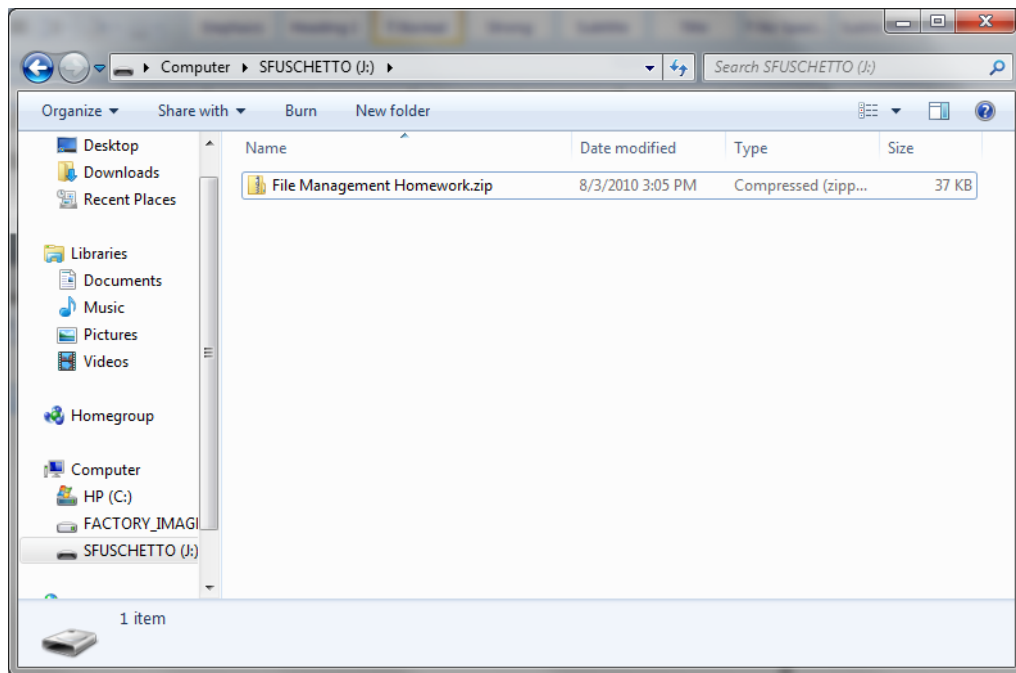 Computer SFUSCHETTO (J:)
Search SFUSCHETTO (J:)
Organize Share with Burn New folder
Desktop
Downloads
Recent Places
Libraries
Documents
Music
Pictures
Videos
Homegroup
Computer
HP (C:)
FACTORY_IMAGI
SFUSCHETTO (J:)
Name Date modified Type Size
File Management Homework.zip 8/3/2010 3:05 PM Compressed (zipp... 37 KB
1 item